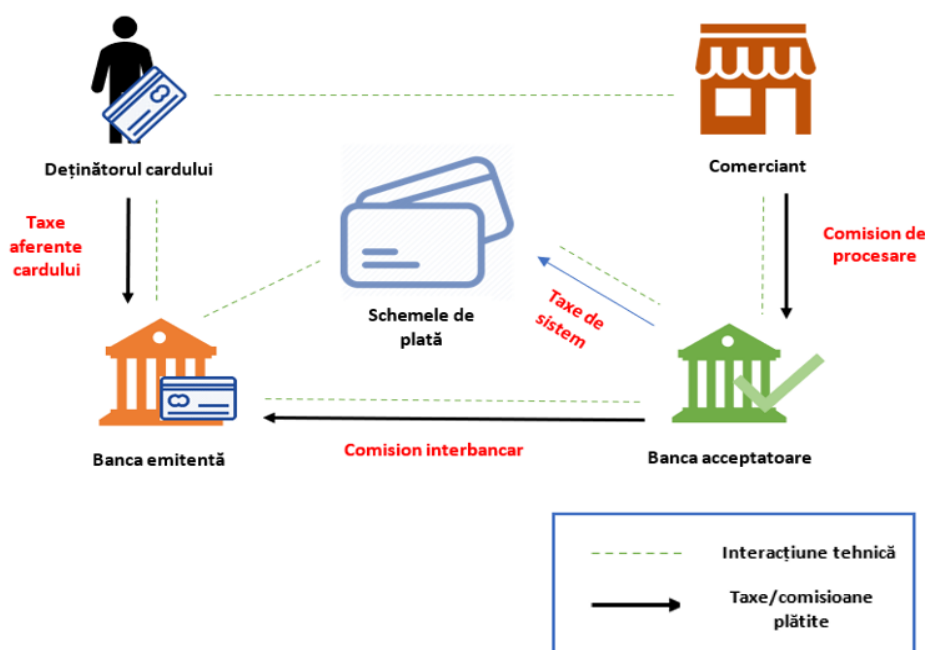 Deținătorul cardului
Comerciant
Taxe
aferente
cardului
Comision de
procesare
Schemele de
plată
Taxe de
sistem
Comision interbancar
Banca emitentă
Banca acceptatoare
Interacțiune tehnică
Taxe/comisioane
plătite